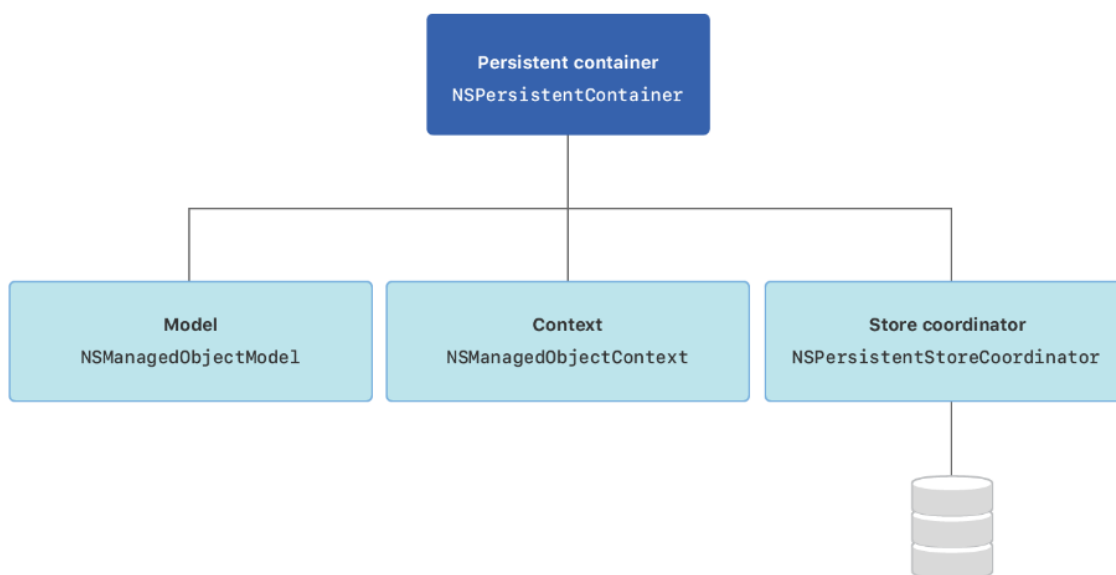 Persistent container
NSPersistentContainer
Model
NSManagedObjectModel
Context
NSManagedObjectContext
Store coordinator
NSPersistentStoreCoordinator